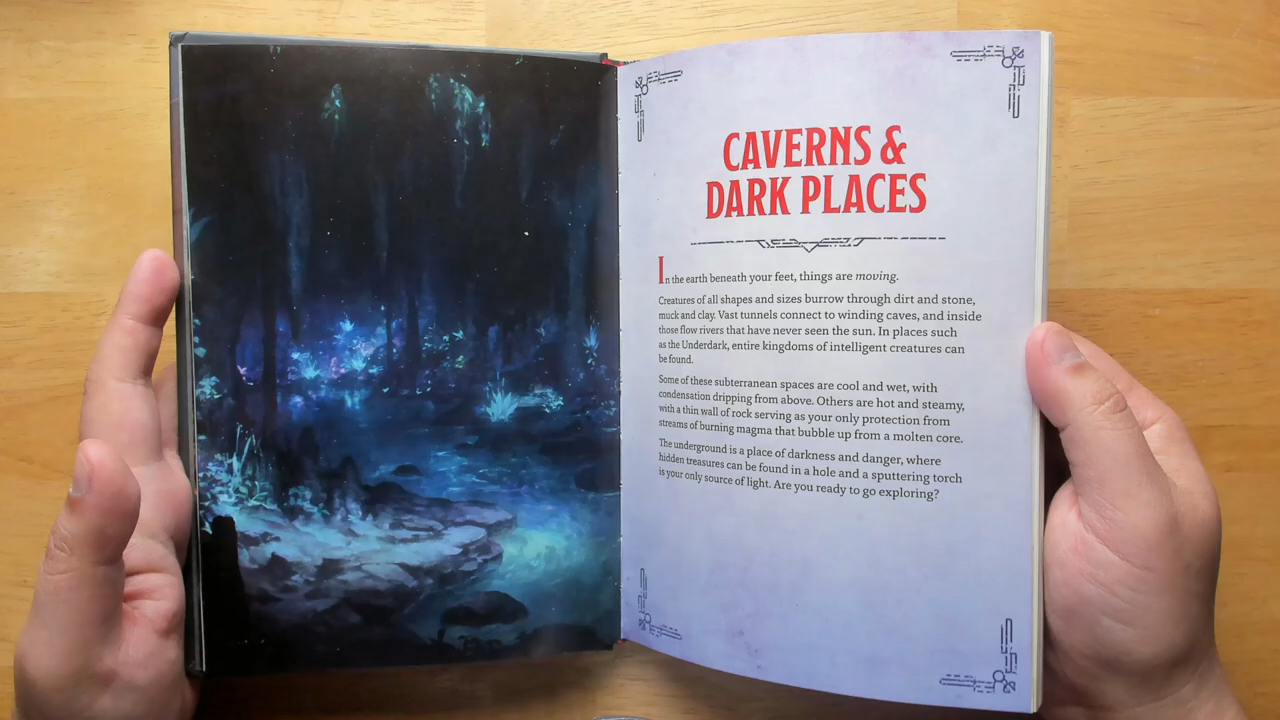 CAVERNS &
DARK PLACES
In the earth beneath your feet, things are moving.
Creatures of all shapes and sizes burrow through dirt and stone,
muck and clay. Vast tunnels connect to winding caves, and inside
those flow rivers that have never seen the sun. In places such
as the Underdark, entire kingdoms of intelligent creatures can
be found.
Some of these subterranean spaces are cool and wet, with
condensation dripping from above. Others are hot and steamy,
with a thin wall of rock serving as your only protection from
streams of burning magma that bubble up from a molten core.
The underground is a place of darkness and danger, where
hidden treasures can be found in a hole and a sputtering torch
is your only source of light. Are you ready to go exploring?